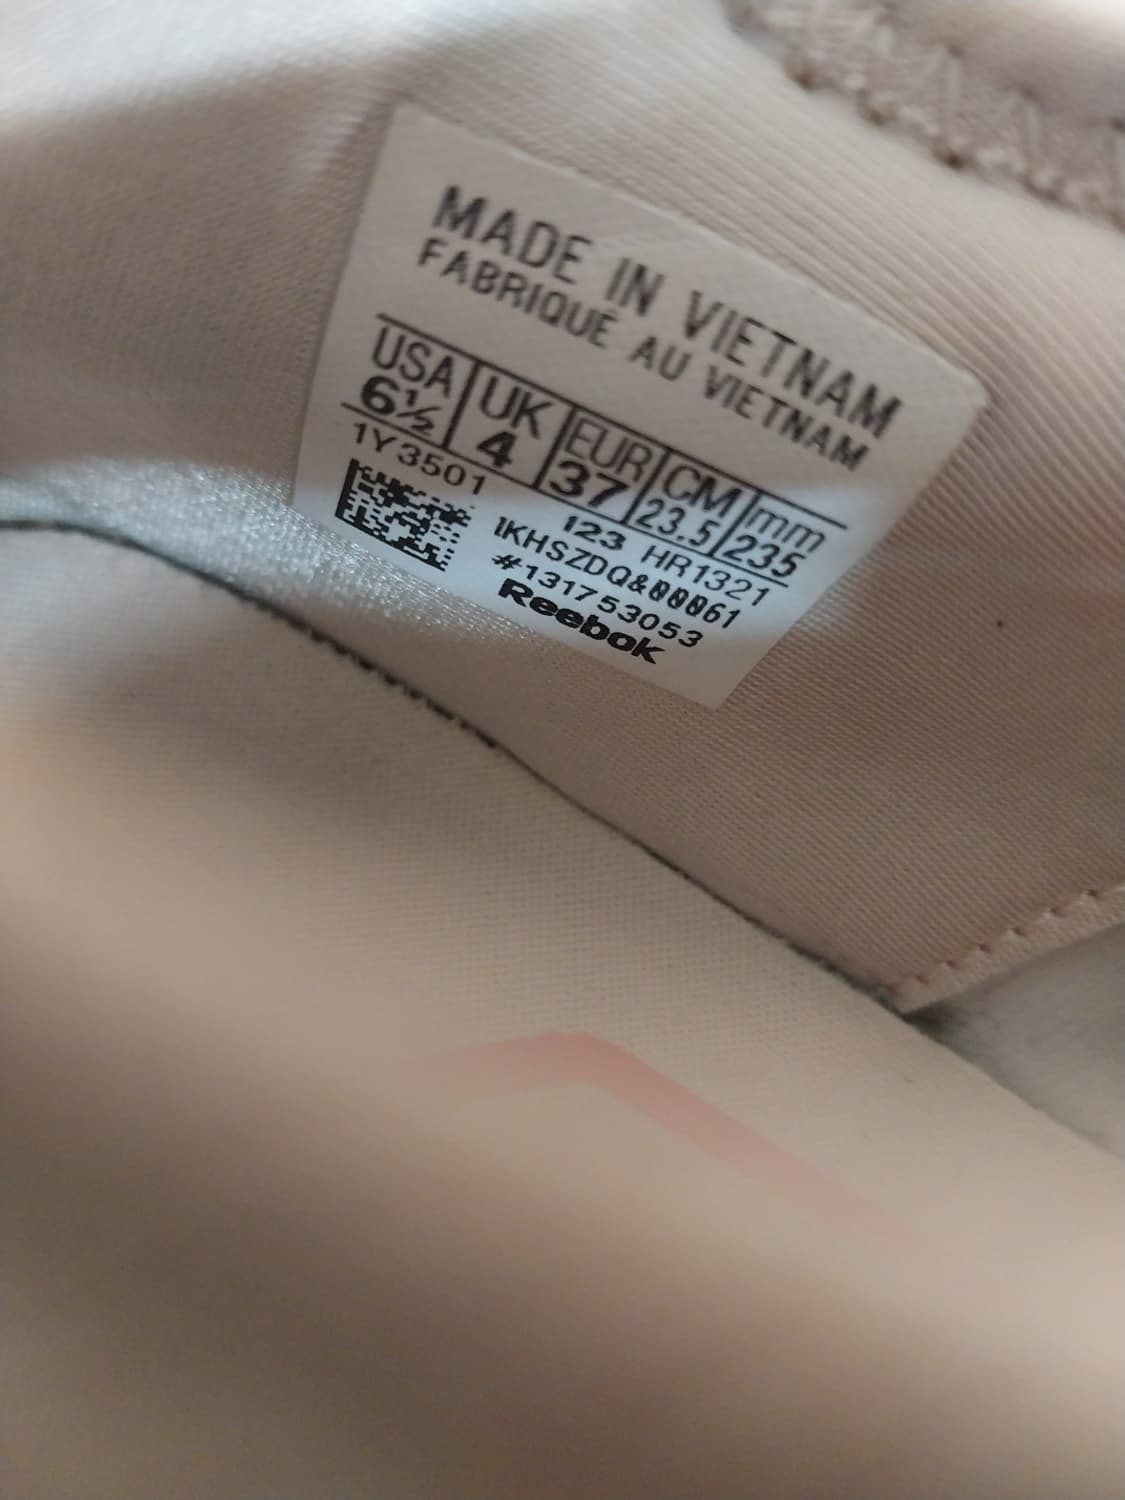 MADE IN VIETNAM
FABRIQUÉ AU VIETNAM
USA UK EUR CM mm
6½ 4 37 23.5 235
1Y3501 123 HR1321
1KHSZDQ&00061
#131753053
Reebok